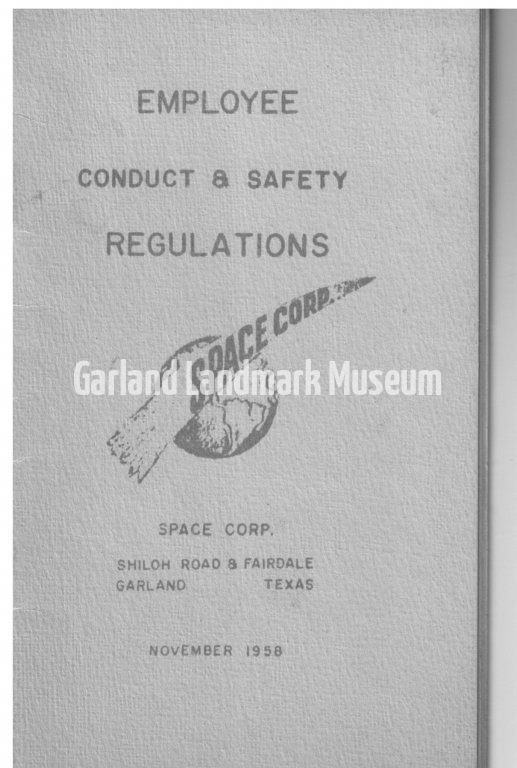 EMPLOYEE
CONDUCT & SAFETY
REGULATIONS
SPACE CORP.
Garland Landmark Museum
SPACE CORP.
SHILOH ROAD & FAIRDALE
GARLAND TEXAS
NOVEMBER 1958